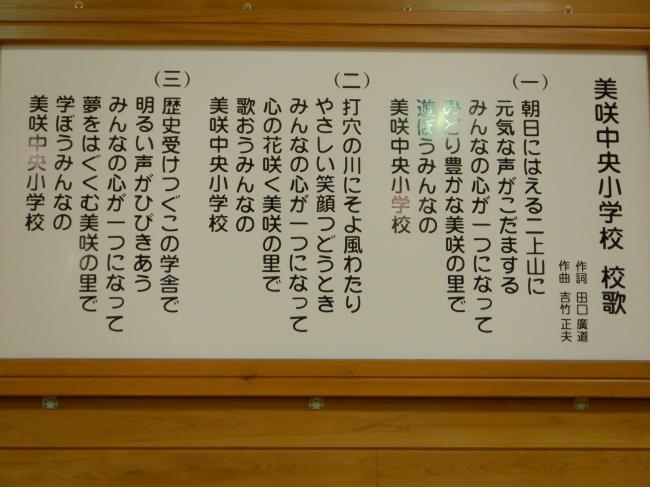 美咲中央小学校 校歌
作詞 田口 廣道
作曲 吉竹 正夫
（一）朝日にはえる二上山に
元気な声がこだまする
みんなの心が一つになって
みどり豊かな美咲の里で
遊ぼうみんなの
美咲中央小学校
（二）打穴の川にそよ風わたり
やさしい笑顔つどうとき
みんなの心が一つになって
心の花咲く美咲の里で
歌おうみんなの
美咲中央小学校
（三）歴史受けつぐこの学舎で
明るい声がひびきあう
みんなの心が一つになって
夢をはぐくむ美咲の里で
学ぼうみんなの
美咲中央小学校